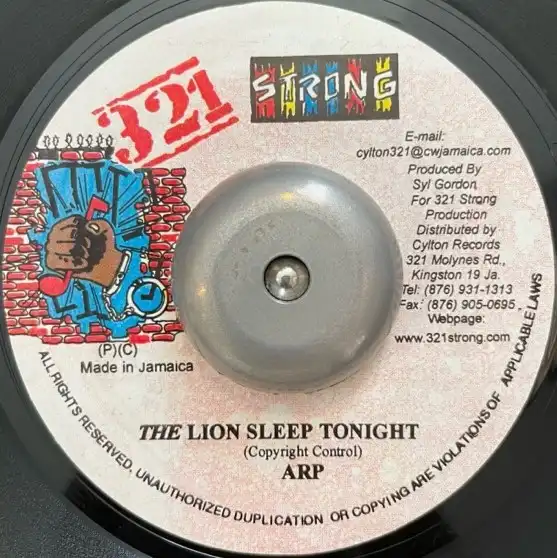 321
STRONG
E-mail:
cylton321@cwjamaica.com
Produced By
Syl Gordon
For 321 Strong
Production
Distributed by
Cylton Records
321 Molynes Rd.,
Kingston 19 Ja.
Tel: (876) 931-1313
Fax: (876) 905-0695
Webpage:
www.321strong.com
(P)(C)
Made in Jamaica
THE LION SLEEP TONIGHT
(Copyright Control)
ARP
ALL RIGHTS RESERVED, UNAUTHORIZED DUPLICATION OR COPYING ARE VIOLATIONS OF APPLICABLE LAWS